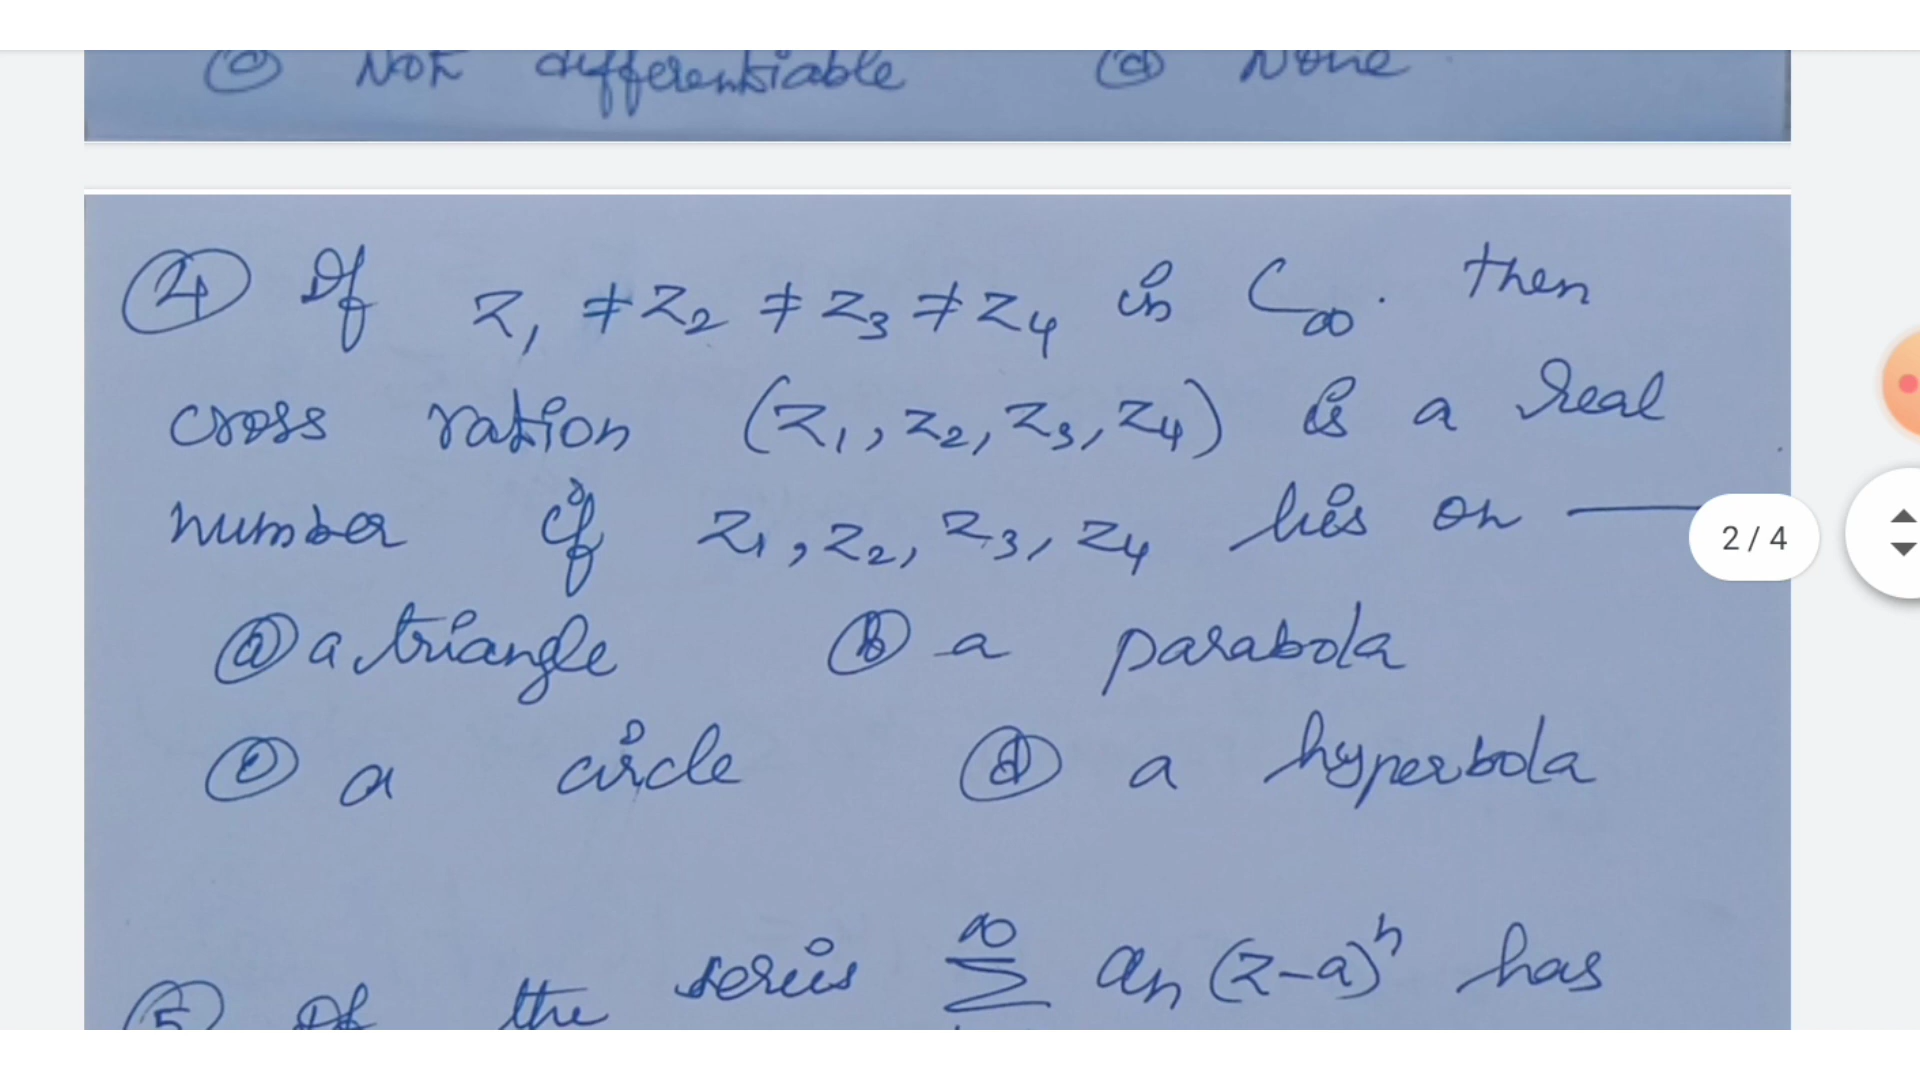 (c) Not differentiable (d) None
(4) If z₁ ≠ z₂ ≠ z₃ ≠ z₄ in C∞. then
cross ration (z₁, z₂, z₃, z₄) is a real
number if z₁, z₂, z₃, z₄ lies on —
2 / 4
(a) a triangle (b) a parabola
(c) a circle (d) a hyperbola
(5) If the series ∞ Σ aₙ (z-a)ⁿ has